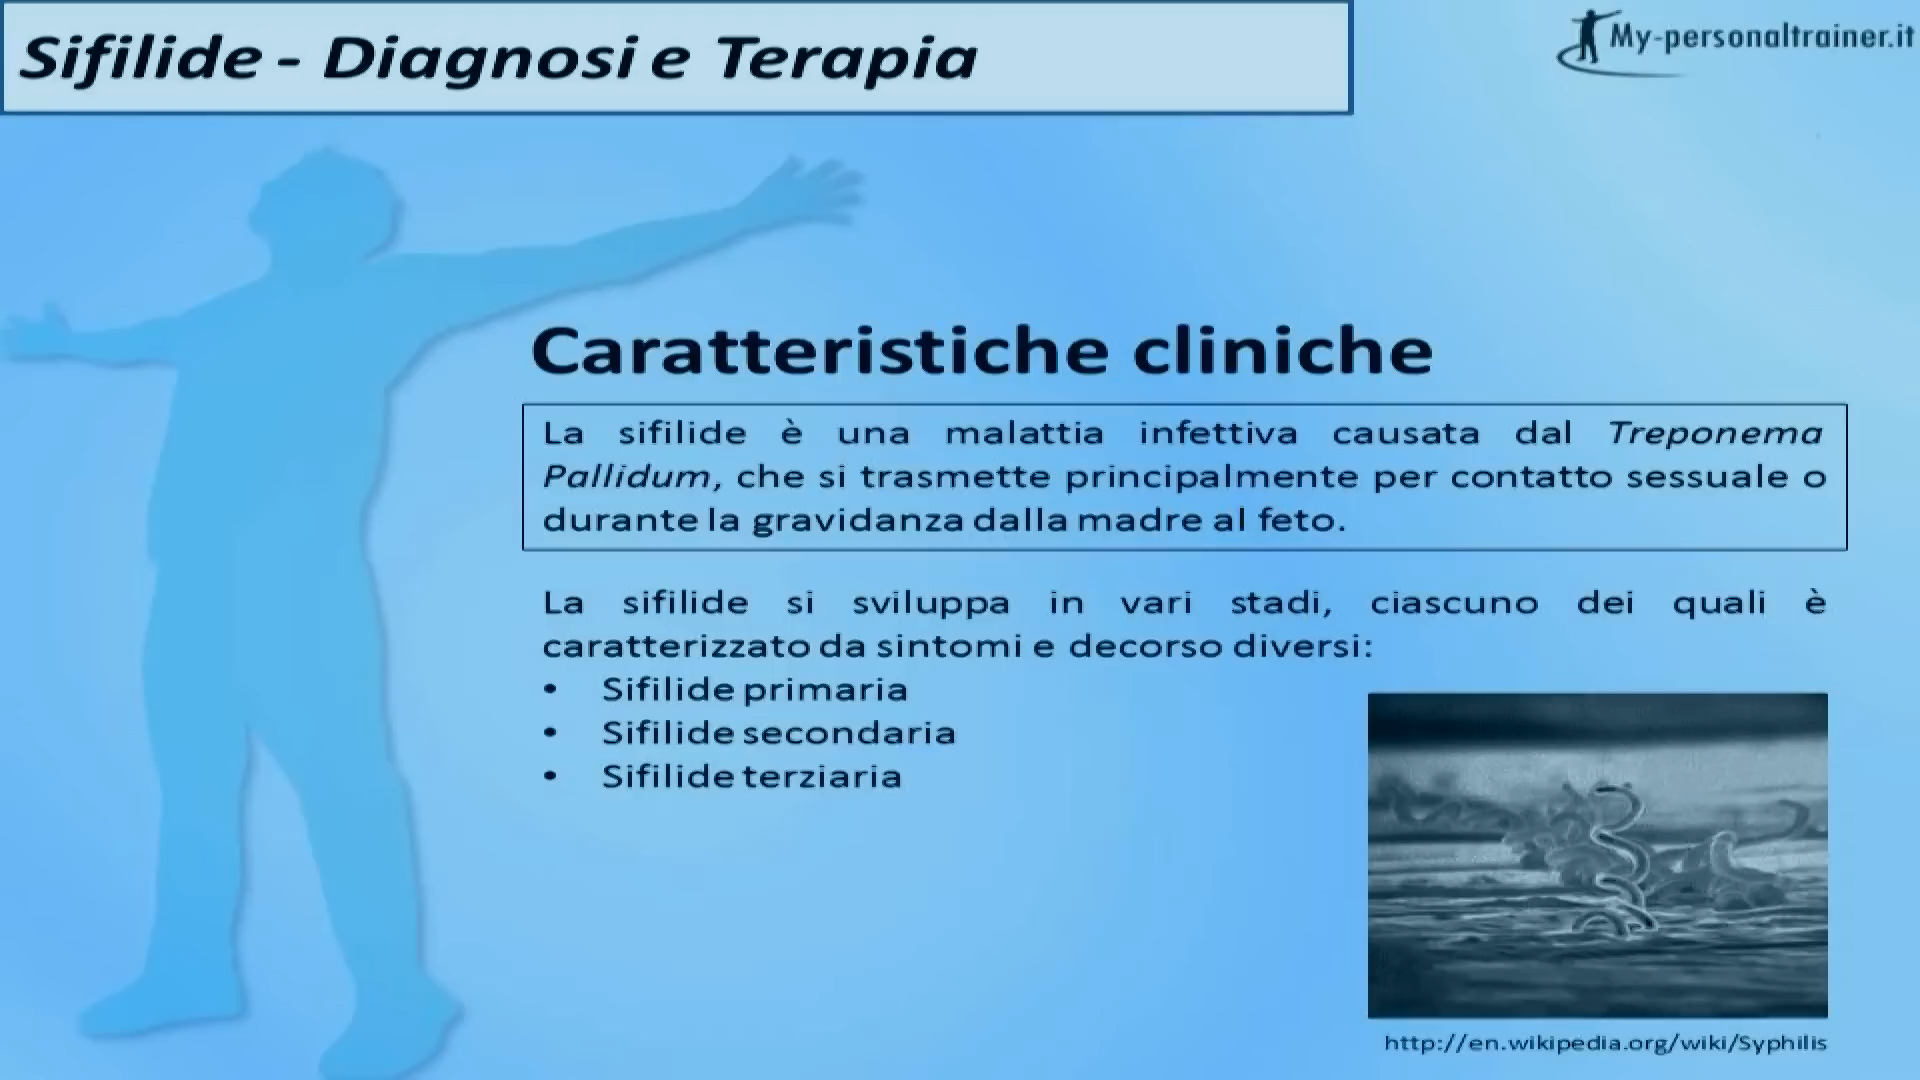 Sifilide - Diagnosi e Terapia
My-personaltrainer.it
Caratteristiche cliniche
La sifilide è una malattia infettiva causata dal Treponema
Pallidum, che si trasmette principalmente per contatto sessuale o
durante la gravidanza dalla madre al feto.
La sifilide si sviluppa in vari stadi, ciascuno dei quali è
caratterizzato da sintomi e decorso diversi:
• Sifilide primaria
• Sifilide secondaria
• Sifilide terziaria
http://en.wikipedia.org/wiki/Syphilis